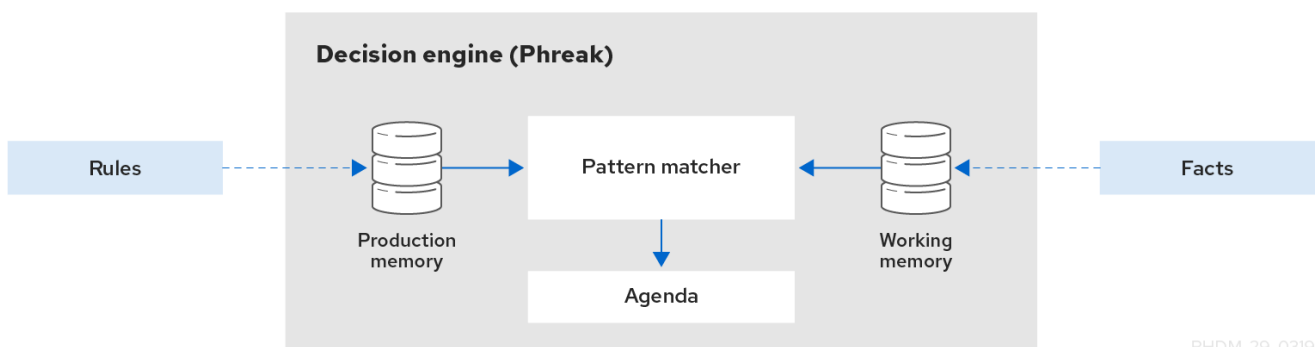 Decision engine (Phreak)
Rules
Pattern matcher
Facts
Production
memory
Working
memory
Agenda